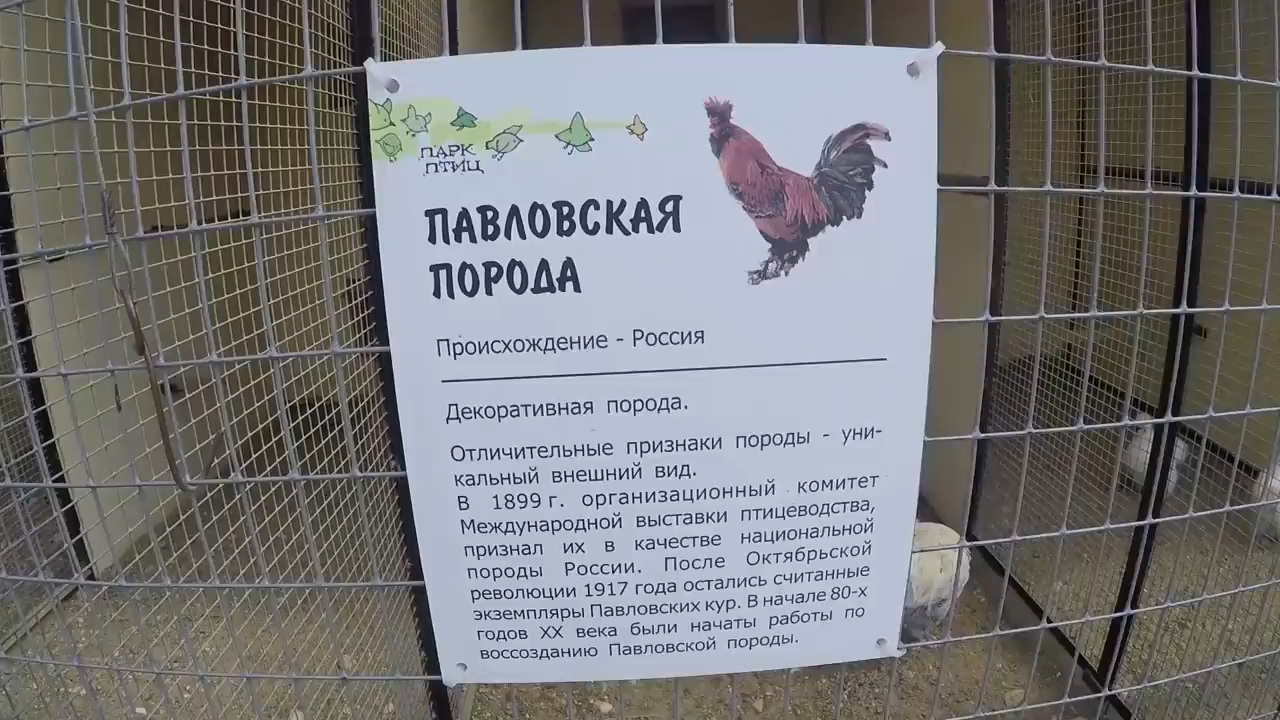 ПАРК
ПТИЦ
ПАВЛОВСКАЯ
ПОРОДА
Происхождение - Россия
Декоративная порода.
Отличительные признаки породы - уни-
кальный внешний вид.
В 1899 г. организационный комитет
Международной выставки птицеводства,
признал их в качестве национальной
породы России. После Октябрьской
революции 1917 года остались считанные
экземпляры Павловских кур. В начале 80-х
годов XX века были начаты работы по
воссозданию Павловской породы.